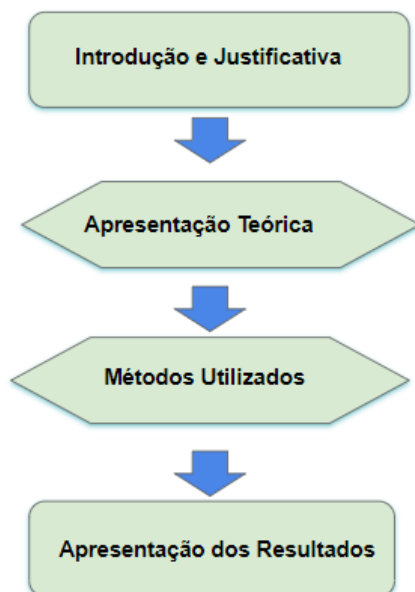 Introdução e Justificativa
Apresentação Teórica
Métodos Utilizados
Apresentação dos Resultados